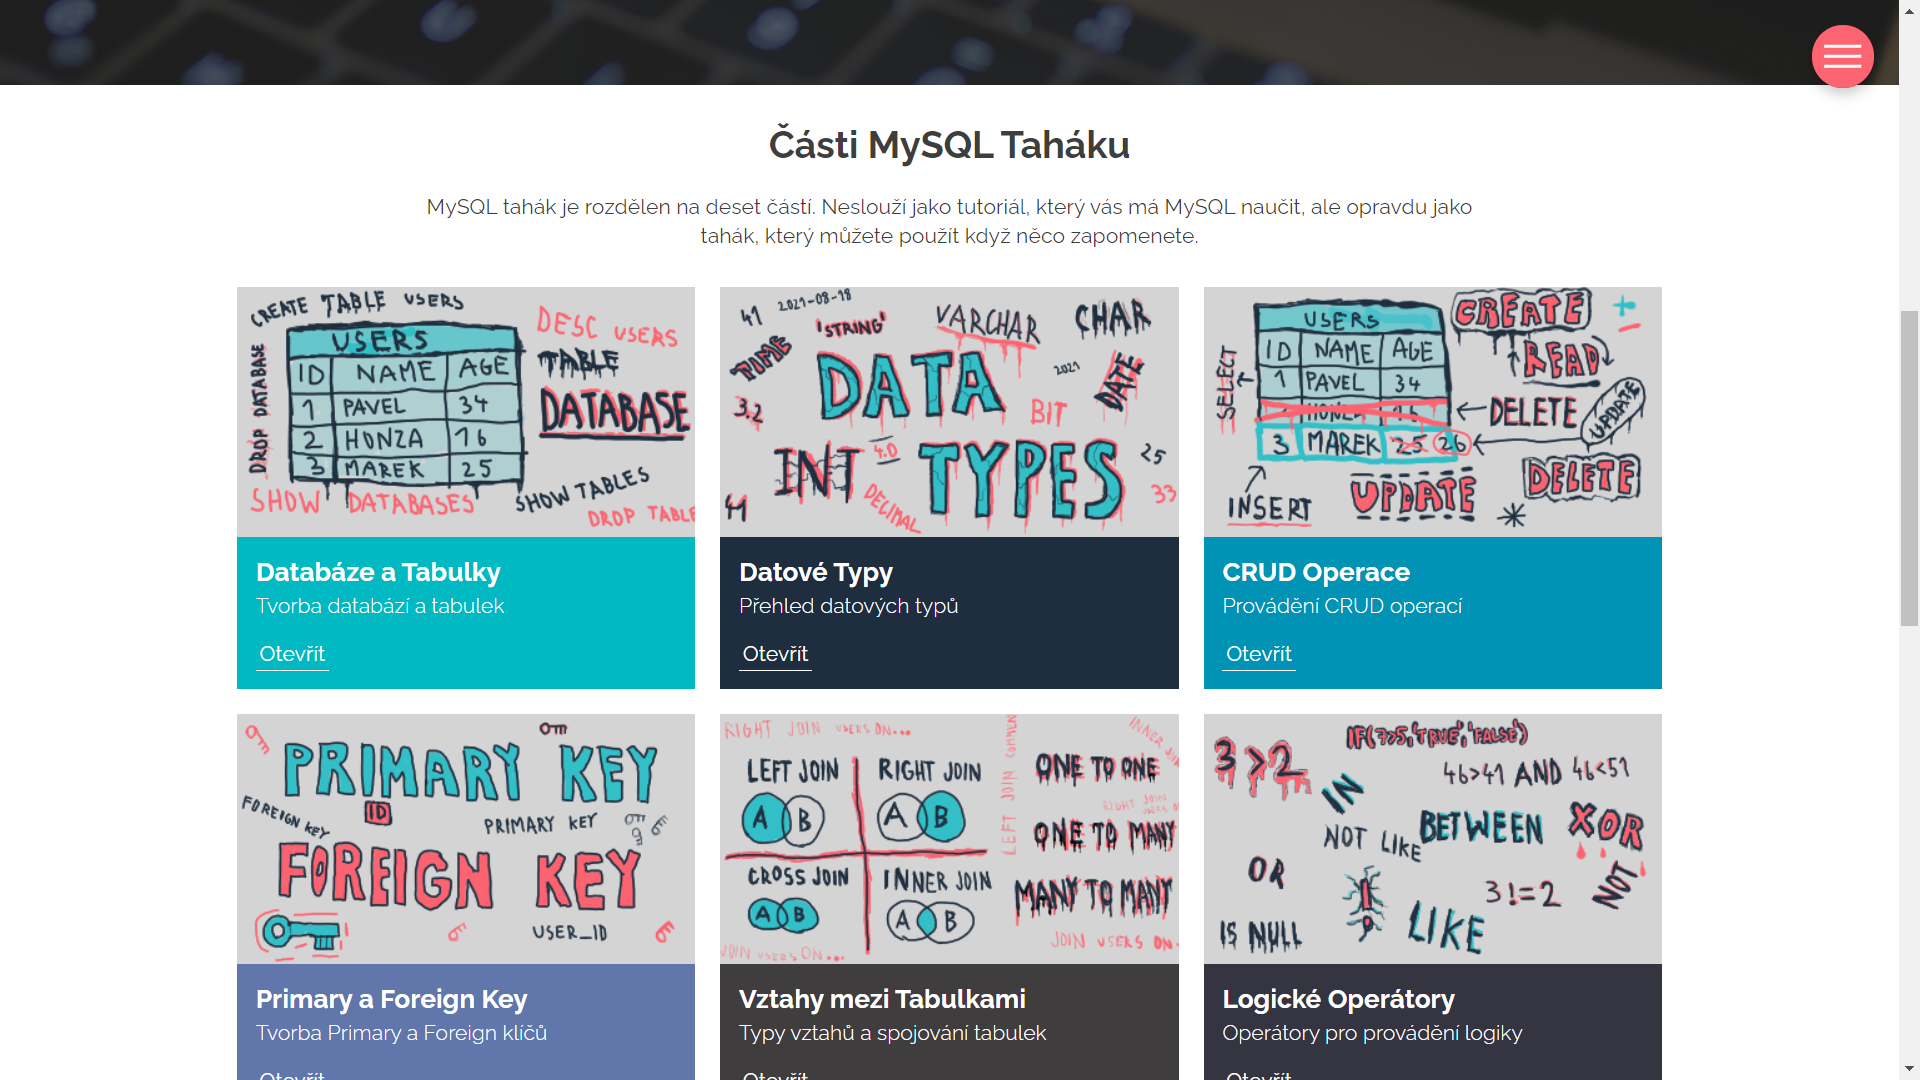 Části MySQL Taháku
MySQL tahák je rozdělen na deset částí. Neslouží jako tutoriál, který vás má MySQL naučit, ale opravdu jako
tahák, který můžete použít když něco zapomenete.
CREATE TABLE USERS
DROP DATABASE
USERS
ID NAME AGE
1 PAVEL 34
2 HONZA 16
3 MAREK 25
DESC USERS
TABLE
DATABASE
SHOW DATABASES
SHOW TABLES
DROP TABLE
Databáze a Tabulky
Tvorba databází a tabulek
Otevřít
41
2021-08-18
'STRING'
VARCHAR
CHAR
TIME
DATA
2021
DATE
3.2
BIT
INT
4.0
TYPES
25
41
DECIMAL
33
Datové Typy
Přehled datových typů
Otevřít
USERS
ID NAME AGE
1 PAVEL 34
HONZA 16
3 MAREK 25 26
SELECT
CREATE
READ
DELETE
UPDATE
DELETE
INSERT
UPDATE
CRUD Operace
Provádění CRUD operací
Otevřít
PRIMARY KEY
ID
FOREIGN KEY
PRIMARY KEY
FOREIGN KEY
USER_ID
Primary a Foreign Key
Tvorba Primary a Foreign klíčů
Otevřít
RIGHT JOIN USERS ON...
LEFT JOIN
A B
RIGHT JOIN
A B
CROSS JOIN
A B
INNER JOIN
A B
JOIN USERS ON...
LEFT JOIN
INNER JOIN
ONE TO ONE
RIGHT JOIN
ONE TO MANY
MANY TO MANY
JOIN USERS ON
Vztahy mezi Tabulkami
Typy vztahů a spojování tabulek
Otevřít
IF(7>5,'TRUE','FALSE')
3>2
46>41 AND 46<51
IN
NOT LIKE
BETWEEN
XOR
OR
3!=2
NOT
IS NULL
!
LIKE
Logické Operátory
Operátory pro provádění logiky
Otevřít